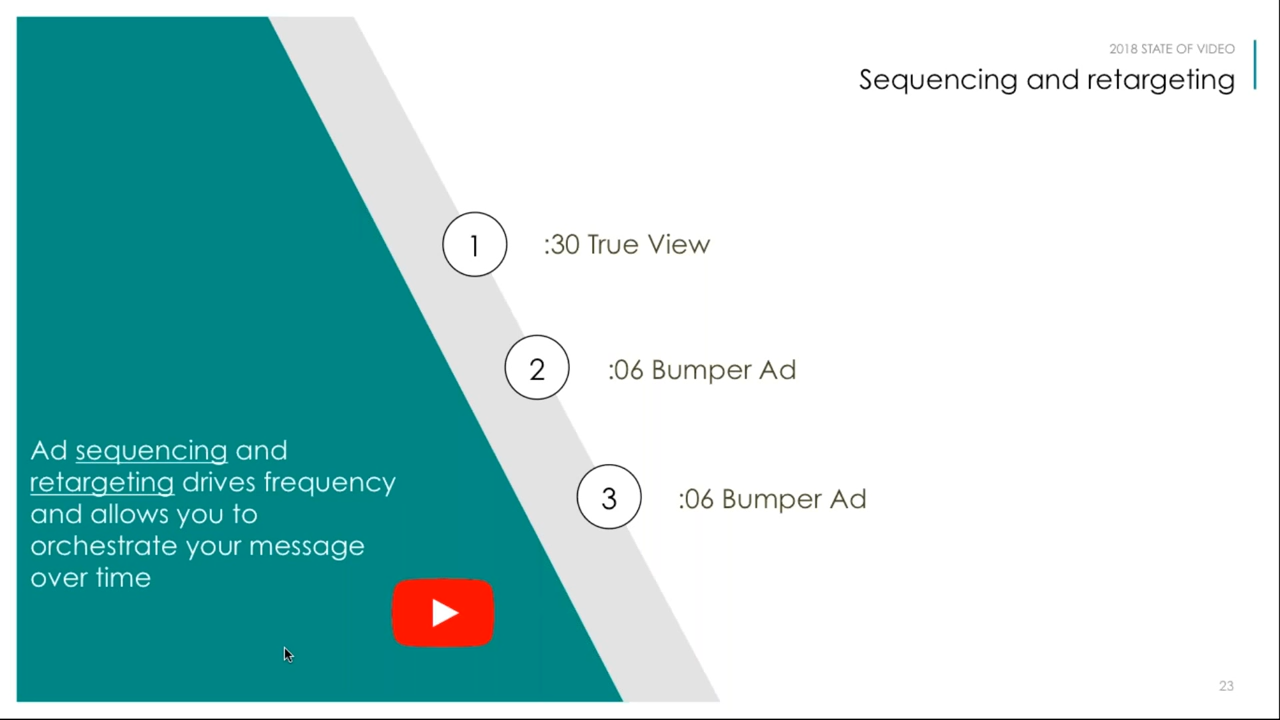 2018 STATE OF VIDEO
Sequencing and retargeting
1
:30 True View
2
:06 Bumper Ad
3
:06 Bumper Ad
Ad sequencing and
retargeting drives frequency
and allows you to
orchestrate your message
over time
23